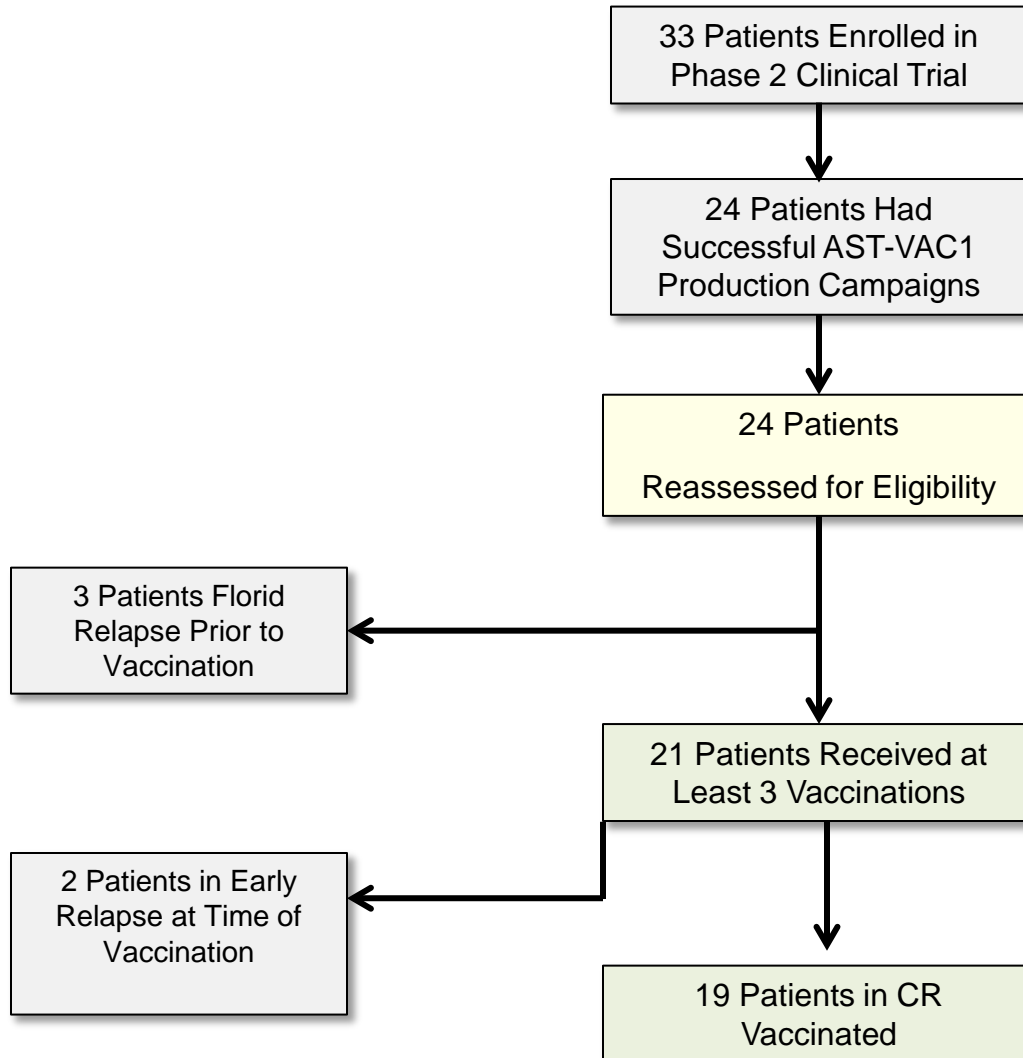 33 Patients Enrolled in
Phase 2 Clinical Trial
24 Patients Had
Successful AST-VAC1
Production Campaigns
24 Patients
Reassessed for Eligibility
3 Patients Florid
Relapse Prior to
Vaccination
21 Patients Received at
Least 3 Vaccinations
2 Patients in Early
Relapse at Time of
Vaccination
19 Patients in CR
Vaccinated